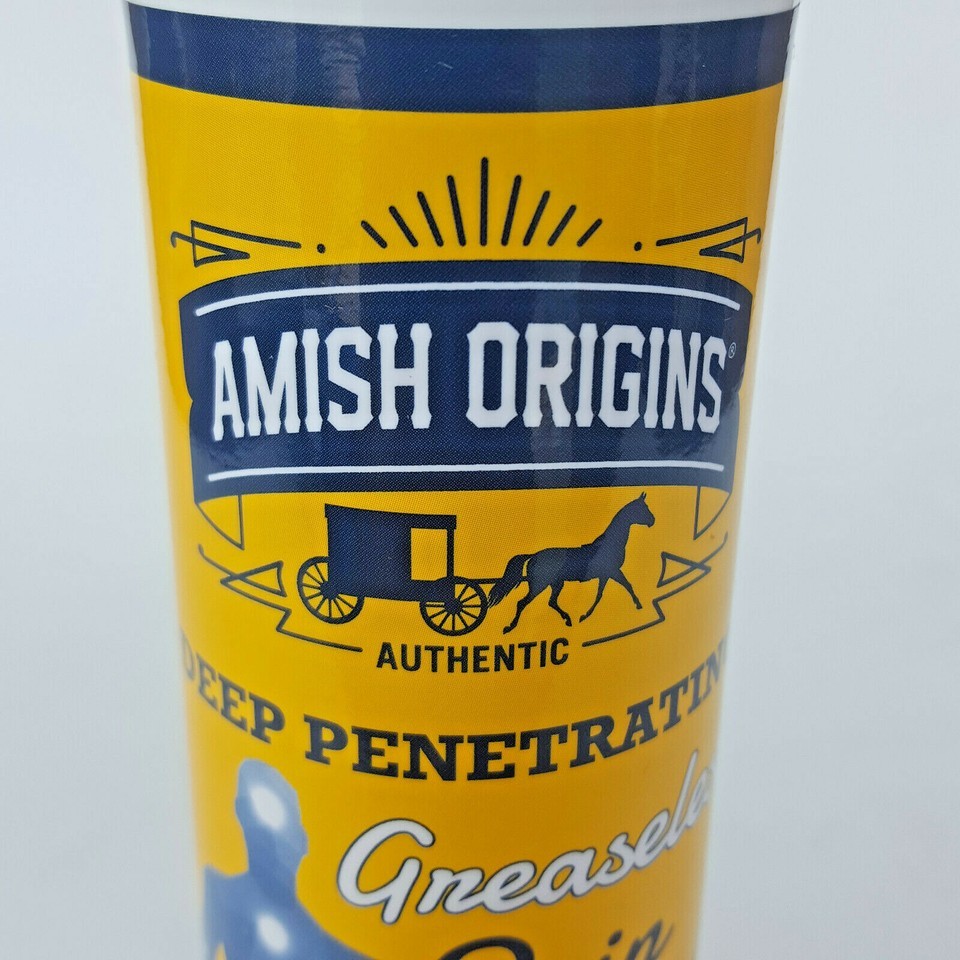 AMISH ORIGINS®
AUTHENTIC
DEEP PENETRATIN
Greasele